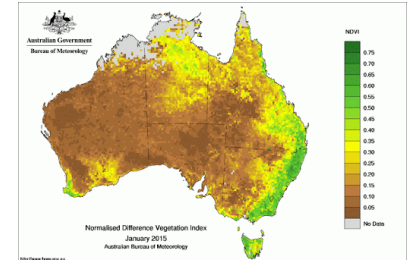 Australian Government
Bureau of Meteorology
NDVI
0.75
0.70
0.65
0.60
0.55
0.50
0.45
0.40
0.35
0.30
0.25
0.20
0.15
0.10
0.05
No Data
Normalised Difference Vegetation Index
January 2015
Australian Bureau of Meteorology